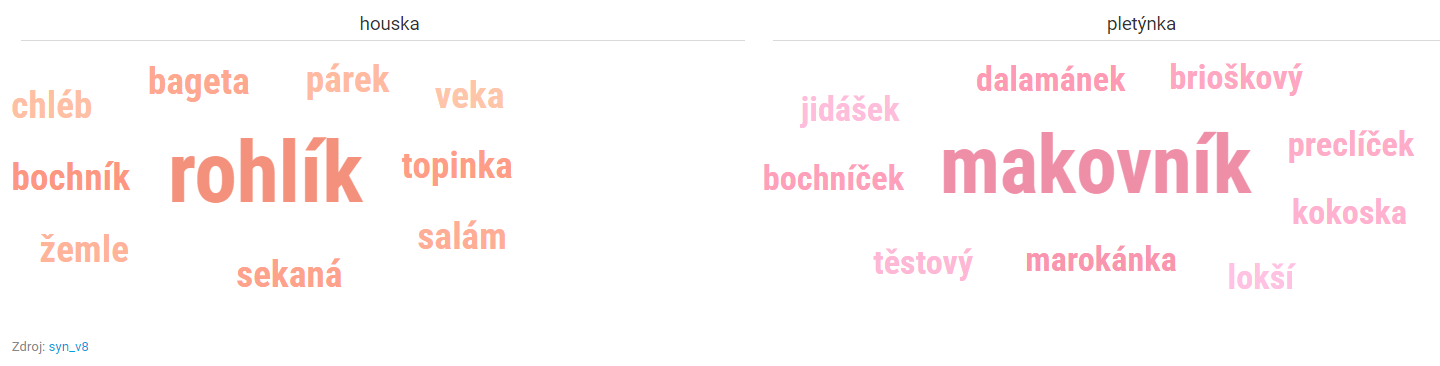 houska
pletýnka
bageta
párek
veka
chléb
rohlík
topinka
bochník
žemle
salám
sekaná
dalamánek
brioškový
jidášek
makovník
preclíček
bochníček
kokoska
těstový
marokánka
lokší
Zdroj: syn_v8